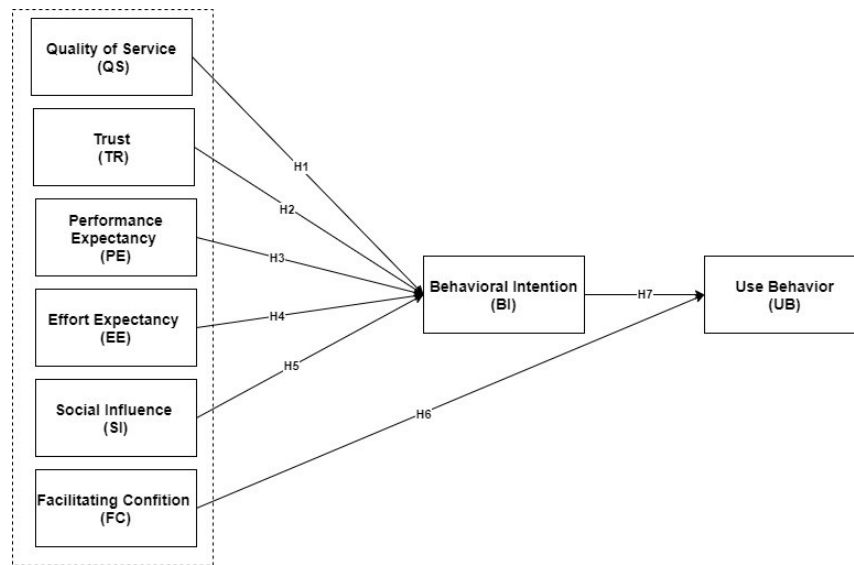 Quality of Service
(QS)
Trust
(TR)
Performance
Expectancy
(PE)
Effort Expectancy
(EE)
Social Influence
(SI)
Facilitating Confition
(FC)
H1
H2
H3
H4
H5
H6
Behavioral Intention
(BI)
H7
Use Behavior
(UB)